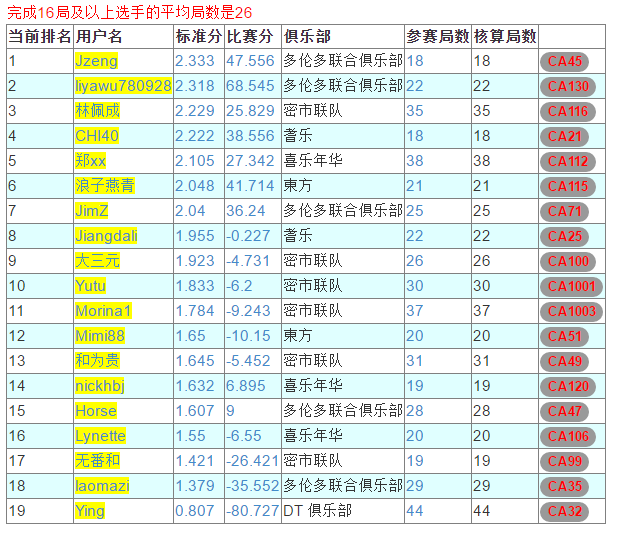 完成16局及以上选手的平均局数是26
当前排名 用户名 标准分 比赛分 俱乐部 参赛局数 核算局数
1 Jzeng 2.333 47.556 多伦多联合俱乐部 18 18 CA45
2 liyawu780928 2.318 68.545 多伦多联合俱乐部 22 22 CA130
3 林佩成 2.229 25.829 密市联队 35 35 CA116
4 CHI40 2.222 38.556 耆乐 18 18 CA21
5 郑xx 2.105 27.342 喜乐年华 38 38 CA112
6 浪子燕青 2.048 41.714 東方 21 21 CA115
7 JimZ 2.04 36.24 多伦多联合俱乐部 25 25 CA71
8 Jiangdali 1.955 -0.227 耆乐 22 22 CA25
9 大三元 1.923 -4.731 密市联队 26 26 CA100
10 Yutu 1.833 -6.2 密市联队 30 30 CA1001
11 Morina1 1.784 -9.243 密市联队 37 37 CA1003
12 Mimi88 1.65 -10.15 東方 20 20 CA51
13 和为贵 1.645 -5.452 密市联队 31 31 CA49
14 nickhbj 1.632 6.895 喜乐年华 19 19 CA120
15 Horse 1.607 9 多伦多联合俱乐部 28 28 CA47
16 Lynette 1.55 -6.55 喜乐年华 20 20 CA106
17 无番和 1.421 -26.421 密市联队 19 19 CA99
18 laomazi 1.379 -35.552 多伦多联合俱乐部 29 29 CA35
19 Ying 0.807 -80.727 DT 俱乐部 44 44 CA32